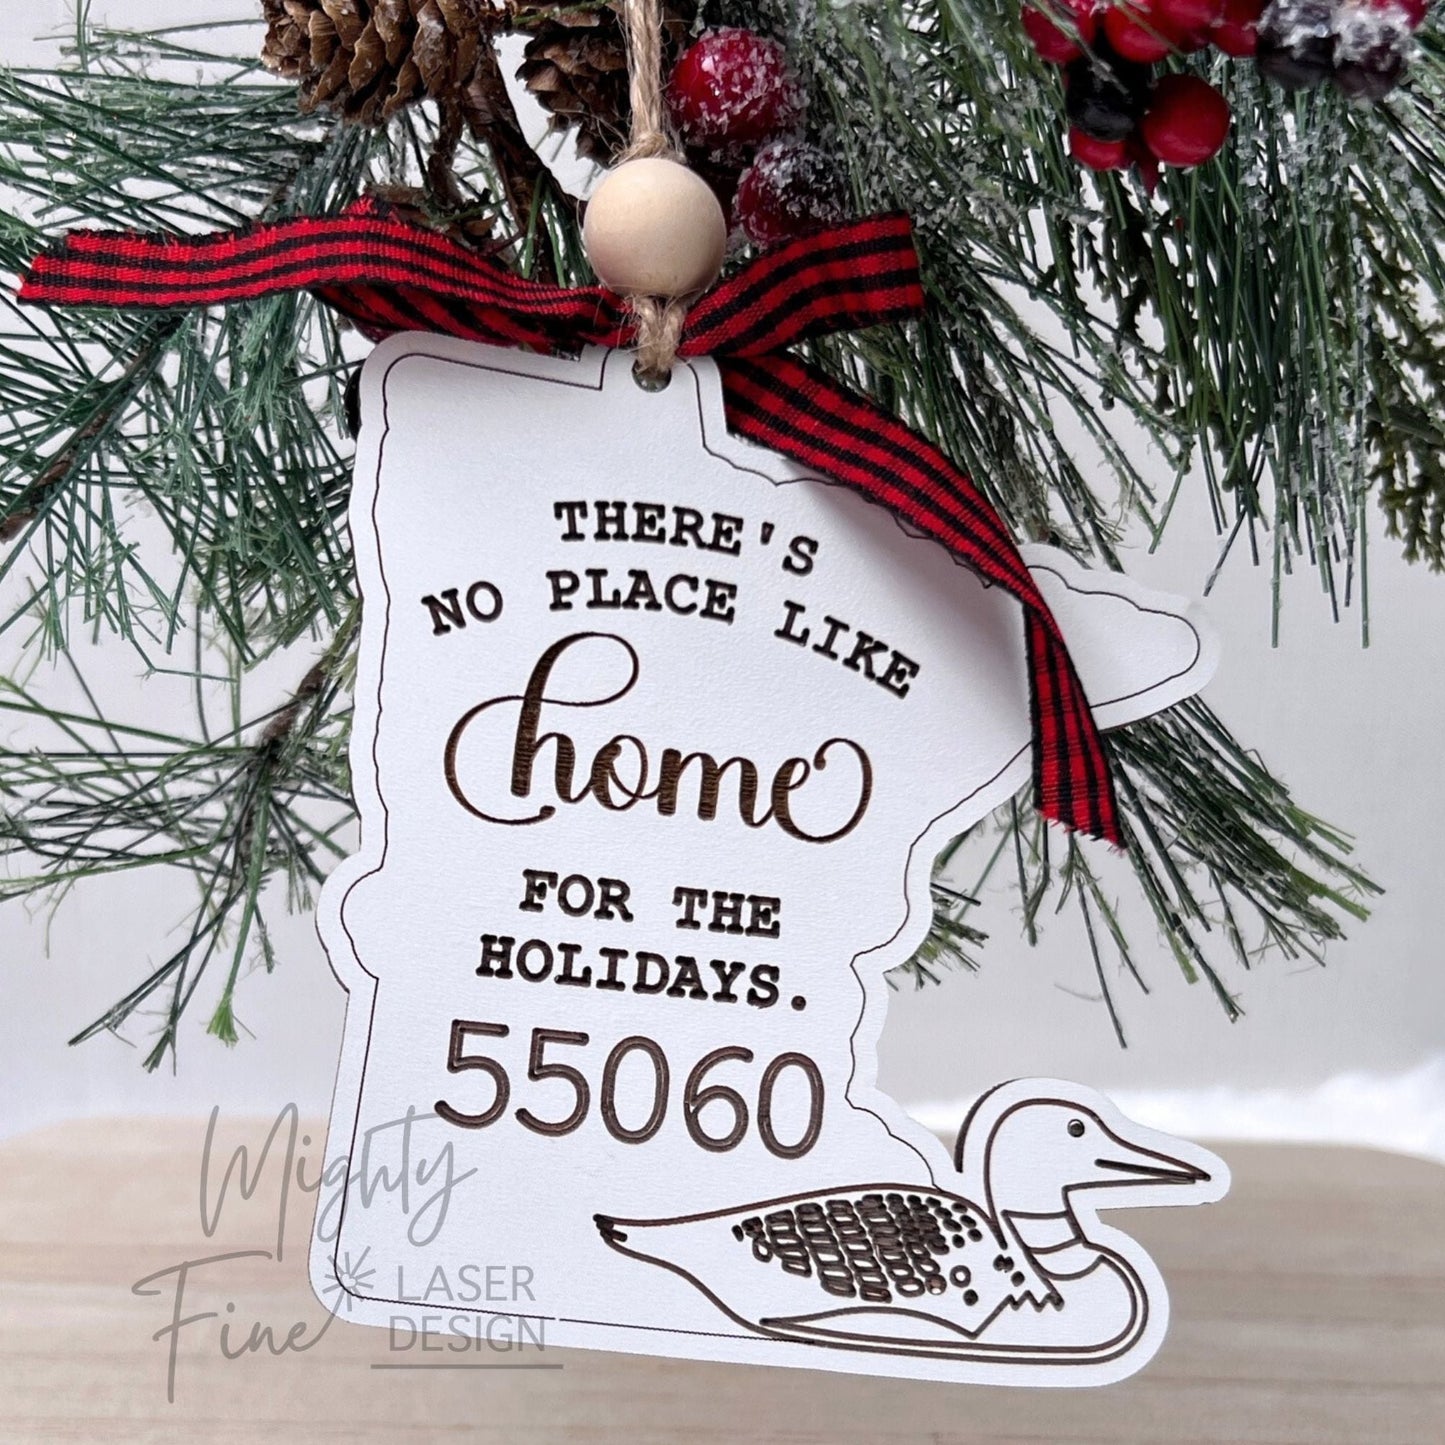 THERE'S
NO PLACE LIKE
home
FOR THE
HOLIDAYS.
55060
Mighty
Fine LASER
DESIGN